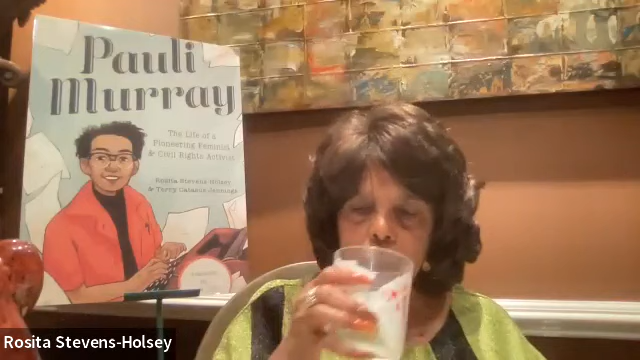 Pauli
Murray
The Life of a
Pioneering Feminist
& Civil Rights Activist
Rosita Stevens-Holsey
& Terry Catasús Jennings
Rosita Stevens-Holsey